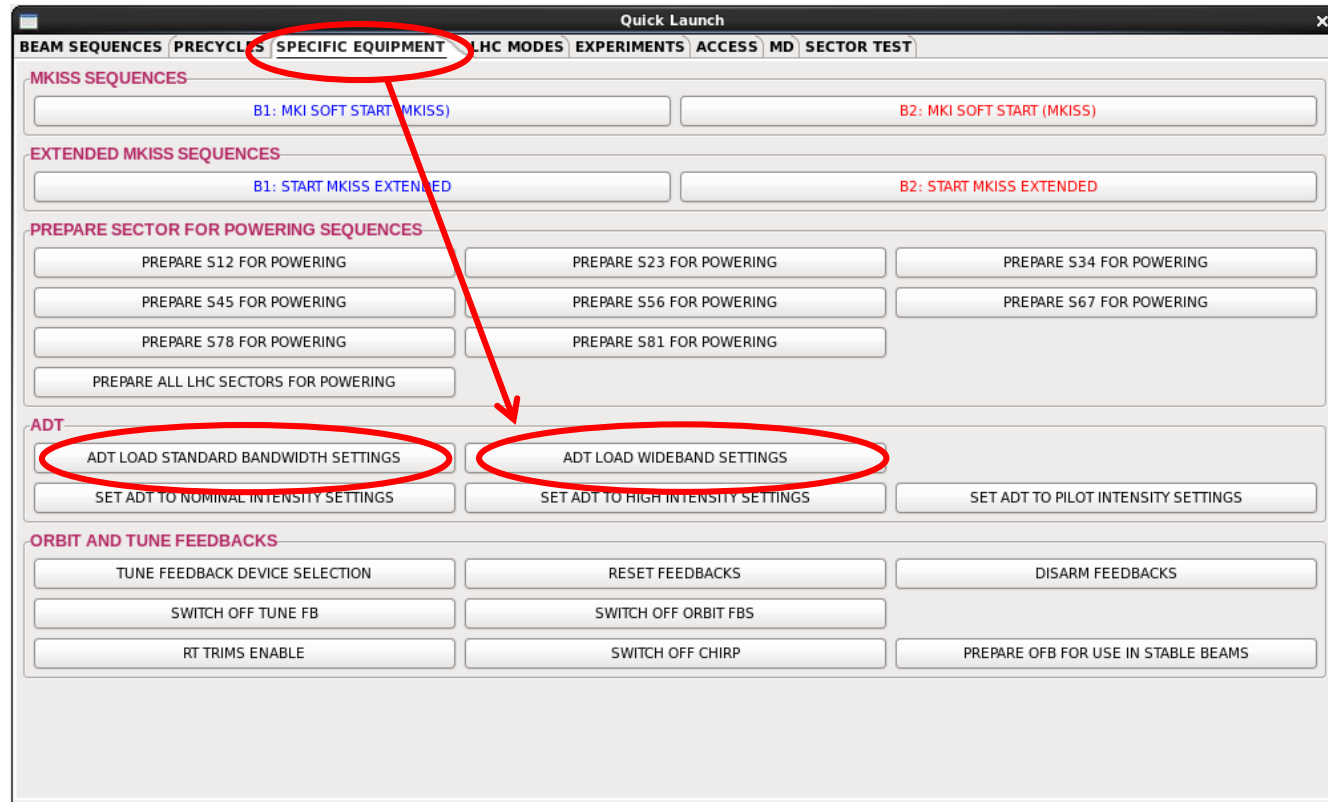 Quick Launch
BEAM SEQUENCES PRECYCLES SPECIFIC EQUIPMENT LHC MODES EXPERIMENTS ACCESS MD SECTOR TEST
MKISS SEQUENCES
B1: MKI SOFT START (MKISS) B2: MKI SOFT START (MKISS)
EXTENDED MKISS SEQUENCES
B1: START MKISS EXTENDED B2: START MKISS EXTENDED
PREPARE SECTOR FOR POWERING SEQUENCES
PREPARE S12 FOR POWERING PREPARE S23 FOR POWERING PREPARE S34 FOR POWERING
PREPARE S45 FOR POWERING PREPARE S56 FOR POWERING PREPARE S67 FOR POWERING
PREPARE S78 FOR POWERING PREPARE S81 FOR POWERING
PREPARE ALL LHC SECTORS FOR POWERING
ADT
ADT LOAD STANDARD BANDWIDTH SETTINGS ADT LOAD WIDEBAND SETTINGS
SET ADT TO NOMINAL INTENSITY SETTINGS SET ADT TO HIGH INTENSITY SETTINGS SET ADT TO PILOT INTENSITY SETTINGS
ORBIT AND TUNE FEEDBACKS
TUNE FEEDBACK DEVICE SELECTION RESET FEEDBACKS DISARM FEEDBACKS
SWITCH OFF TUNE FB SWITCH OFF ORBIT FBS
RT TRIMS ENABLE SWITCH OFF CHIRP PREPARE OFB FOR USE IN STABLE BEAMS